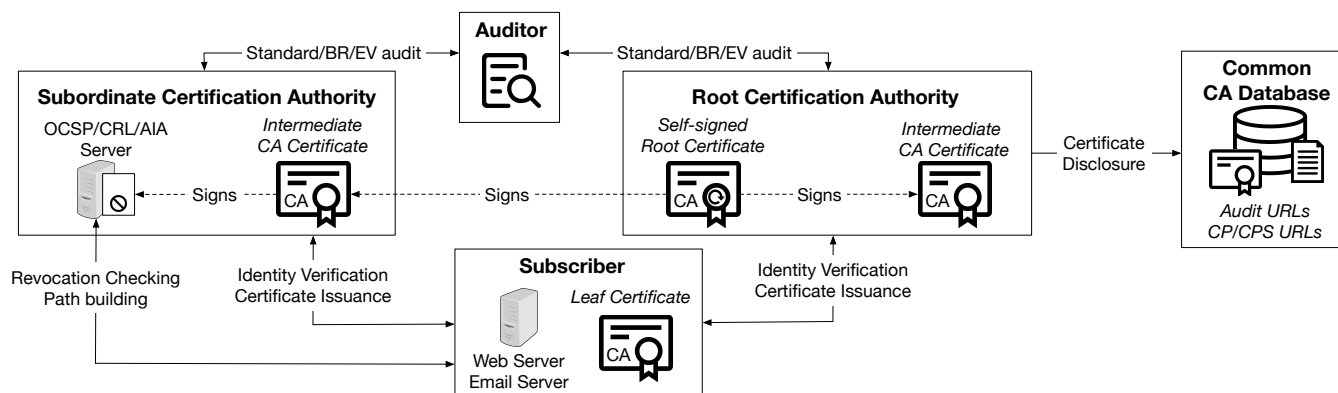 Auditor
Standard/BR/EV audit
Standard/BR/EV audit
Subordinate Certification Authority
OCSP/CRL/AIA
Server
Intermediate
CA Certificate
CA
Signs
Signs
Root Certification Authority
Self-signed
Root Certificate
CA
Signs
Intermediate
CA Certificate
CA
Certificate
Disclosure
Common
CA Database
Audit URLs
CP/CPS URLs
Revocation Checking
Path building
Identity Verification
Certificate Issuance
Subscriber
Leaf Certificate
CA
Web Server
Email Server
Identity Verification
Certificate Issuance